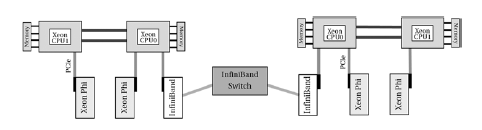 Memory
Xeon
CPU1
Xeon
CPU0
Memory
PCIe
Xeon Phi
Xeon Phi
InfiniBand
InfiniBand
Switch
Memory
Xeon
CPU0
Xeon
CPU1
Memory
PCIe
InfiniBand
Xeon Phi
Xeon Phi